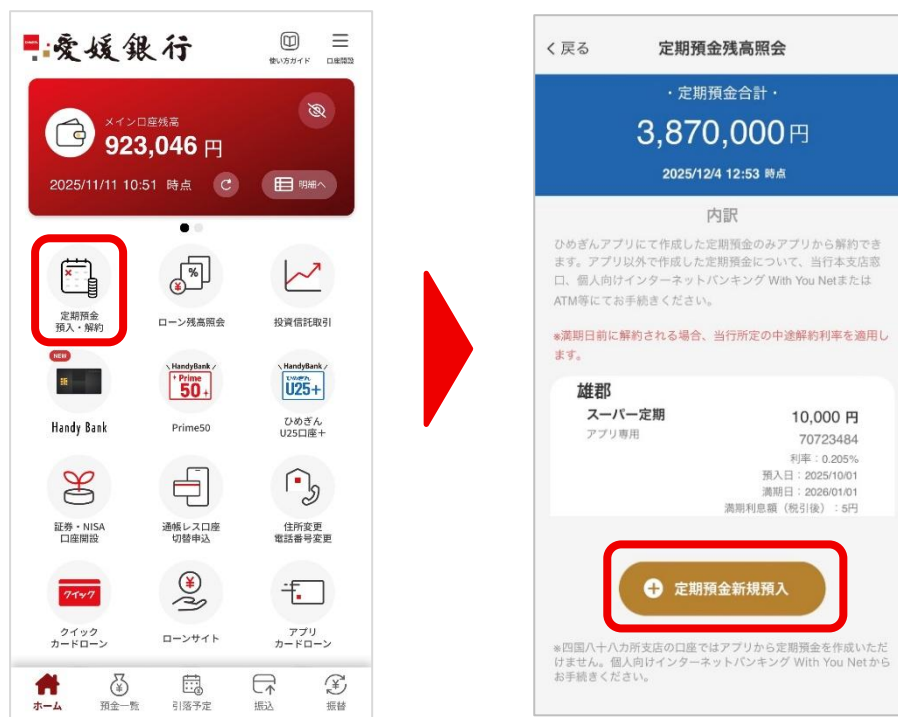 愛媛銀行
使い方ガイド
口座開設
メイン口座残高
923,046 円
2025/11/11 10:51 時点
明細へ
定期預金
預入・解約
ローン残高照会
投資信託取引
NEW
Handy Bank
HandyBank
Prime
50+
Prime50
HandyBank
ひめぎん
U25+
ひめぎん
U25口座+
証券・NISA
口座開設
通帳レス口座
切替申込
住所変更
電話番号変更
クイック
クイック
カードローン
ローンサイト
アプリ
カードローン
ホーム
預金一覧
引落予定
振込
振替
戻る
定期預金残高照会
・定期預金合計・
3,870,000円
2025/12/4 12:53 時点
内訳
ひめぎんアプリにて作成した定期預金のみアプリから解約でき
ます。アプリ以外で作成した定期預金について、当行本支店窓
口、個人向けインターネットバンキング With You Netまたは
ATM等にてお手続きください。
※満期日前に解約される場合、当行所定の中途解約利率を適用し
ます。
雄郡
スーパー定期
10,000 円
アプリ専用
70723484
利率：0.205%
預入日：2025/10/01
満期日：2026/01/01
満期利息額（税引後）：5円
定期預金新規預入
※四国八十八カ所支店の口座ではアプリから定期預金を作成いただ
けません。個人向けインターネットバンキング With You Netから
お手続きください。